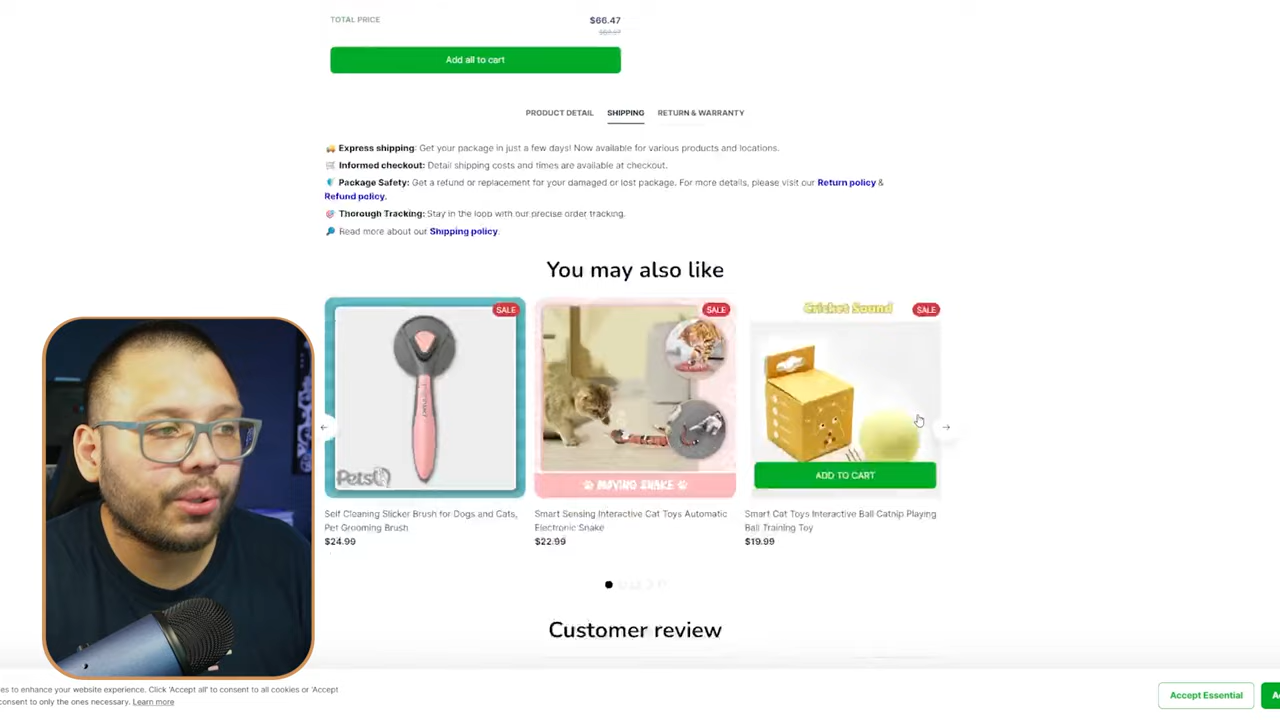 TOTAL PRICE $66.47
Add all to cart
PRODUCT DETAIL SHIPPING RETURN & WARRANTY
🚚 Express shipping: Get your package in just a few days! Now available for various products and locations.
🛒 Informed checkout: Detail shipping costs and times are available at checkout.
Package Safety: Get a refund or replacement for your damaged or lost package. For more details, please visit our Return policy &
Refund policy.
🎯 Thorough Tracking: Stay in the loop with our precise order tracking.
🔎 Read more about our Shipping policy.
You may also like
SALE
SALE
Cricket Sound SALE
Pets
MOVING SNAKE
ADD TO CART
Self Cleaning Slicker Brush for Dogs and Cats,
Pet Grooming Brush
$24.99
Smart Sensing Interactive Cat Toys Automatic
Electronic Snake
$22.99
Smart Cat Toys Interactive Ball Catnip Playing
Ball Training Toy
$19.99
Customer review
es to enhance your website experience. Click 'Accept all' to consent to all cookies or 'Accept
consent to only the ones necessary. Learn more
Accept Essential